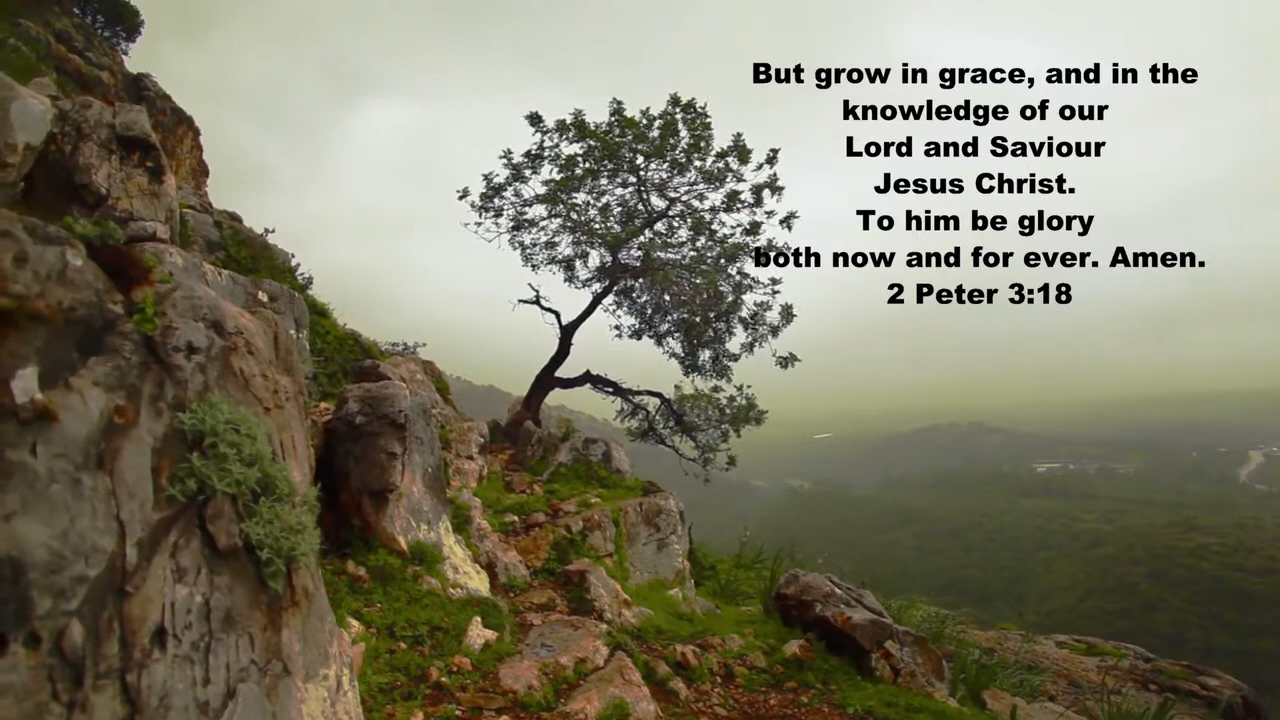 But grow in grace, and in the
knowledge of our
Lord and Saviour
Jesus Christ.
To him be glory
both now and for ever. Amen.
2 Peter 3:18